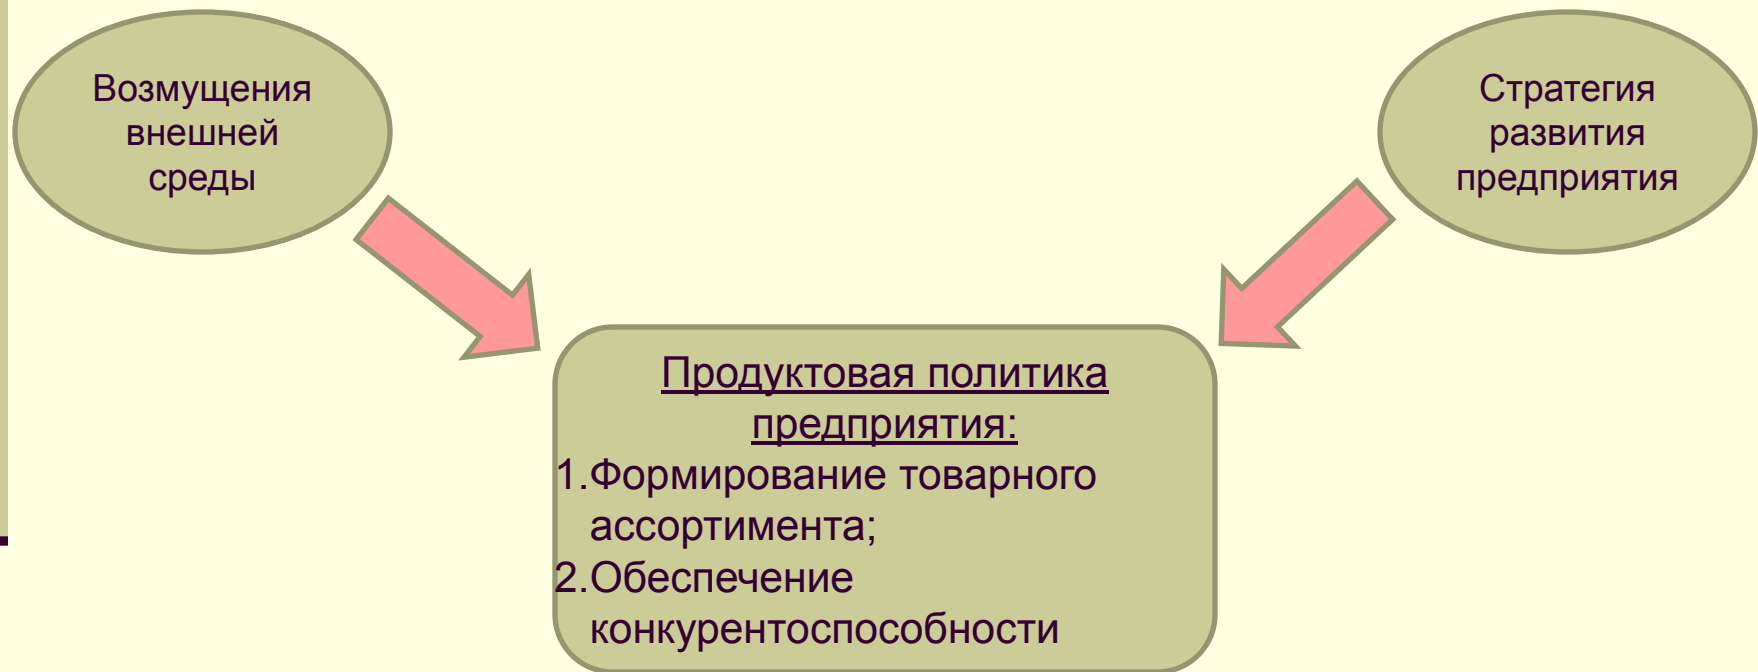 Возмущения
внешней
среды
Стратегия
развития
предприятия
Продуктовая политика
предприятия:
1.Формирование товарного
ассортимента;
2.Обеспечение
конкурентоспособности